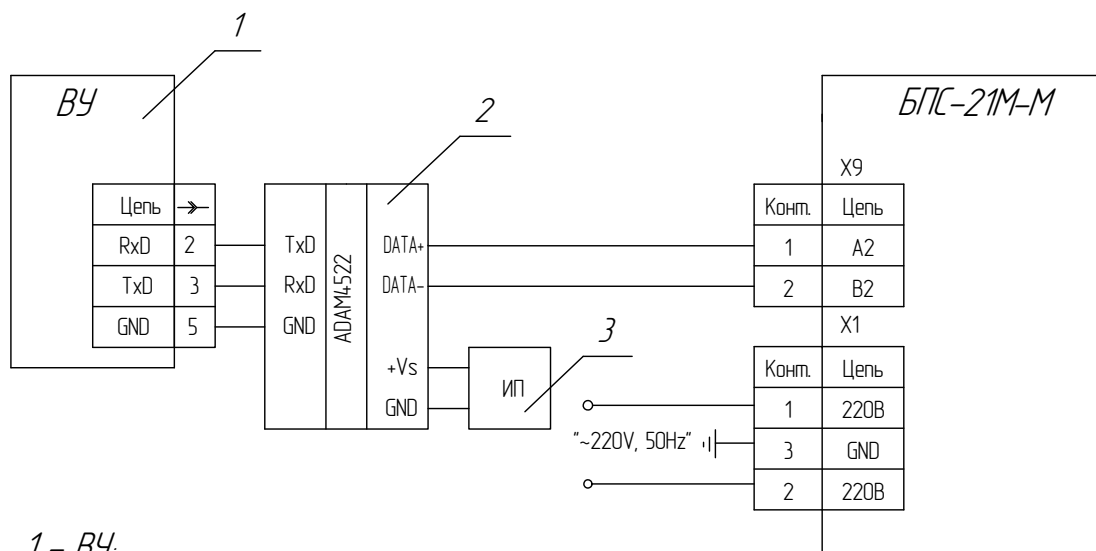 1
ВУ
2
БПС-21М-М
X9
Цепь
RxD 2
TxD 3
GND 5
TxD
RxD
GND
ADAM4522
DATA+
DATA-
+Vs
GND
3
ИП
Конт. Цепь
1 A2
2 B2
X1
Конт. Цепь
1 220В
3 GND
2 220В
"~220V, 50Hz"
1 - ВУ;